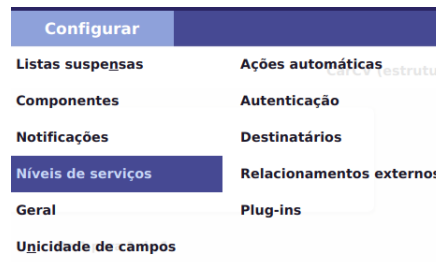 Configurar
Listas suspensas
Ações automáticas
Componentes
Autenticação
Notificações
Destinatários
Níveis de serviços
Relacionamentos externos
Geral
Plug-ins
Unicidade de campos